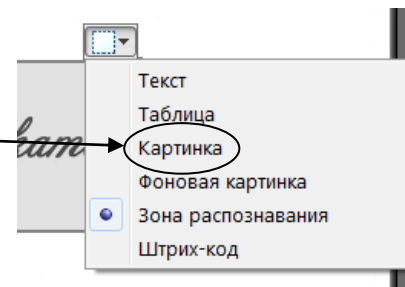 Текст
Таблица
Картинка
Фоновая картинка
Зона распознавания
Штрих-код